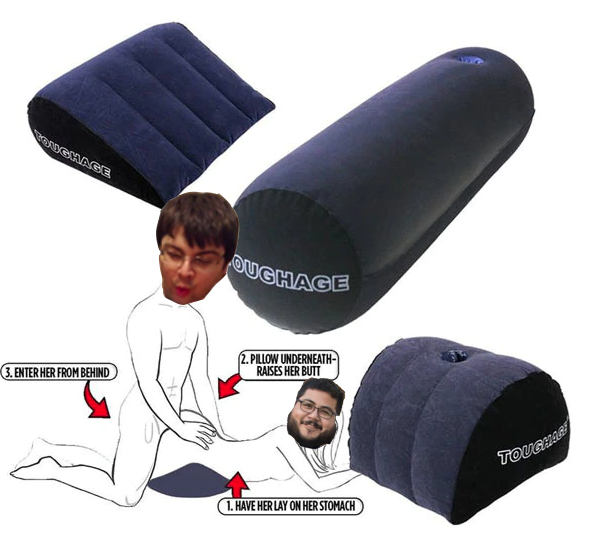 TOUGHAGE
OUGHAGE
3. ENTER HER FROM BEHIND
2. PILLOW UNDERNEATH-
RAISES HER BUTT
TOUGHAGE
1. HAVE HER LAY ON HER STOMACH